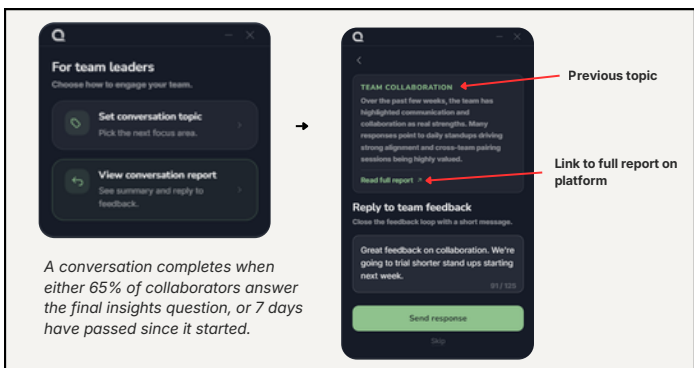 For team leaders
Choose how to engage your team.
Set conversation topic
Pick the next focus area.
View conversation report
See summary and reply to
feedback.
A conversation completes when
either 65% of collaborators answer
the final insights question, or 7 days
have passed since it started.
TEAM COLLABORATION
Over the past few weeks, the team has
highlighted communication and
collaboration as real strengths. Many
responses point to daily standups driving
strong alignment and cross-team pairing
sessions being highly valued.
Read full report ↗
Reply to team feedback
Close the feedback loop with a short message.
Great feedback on collaboration. We're
going to trial shorter stand ups starting
next week.
91 / 125
Send response
Skip
Previous topic
Link to full report on
platform